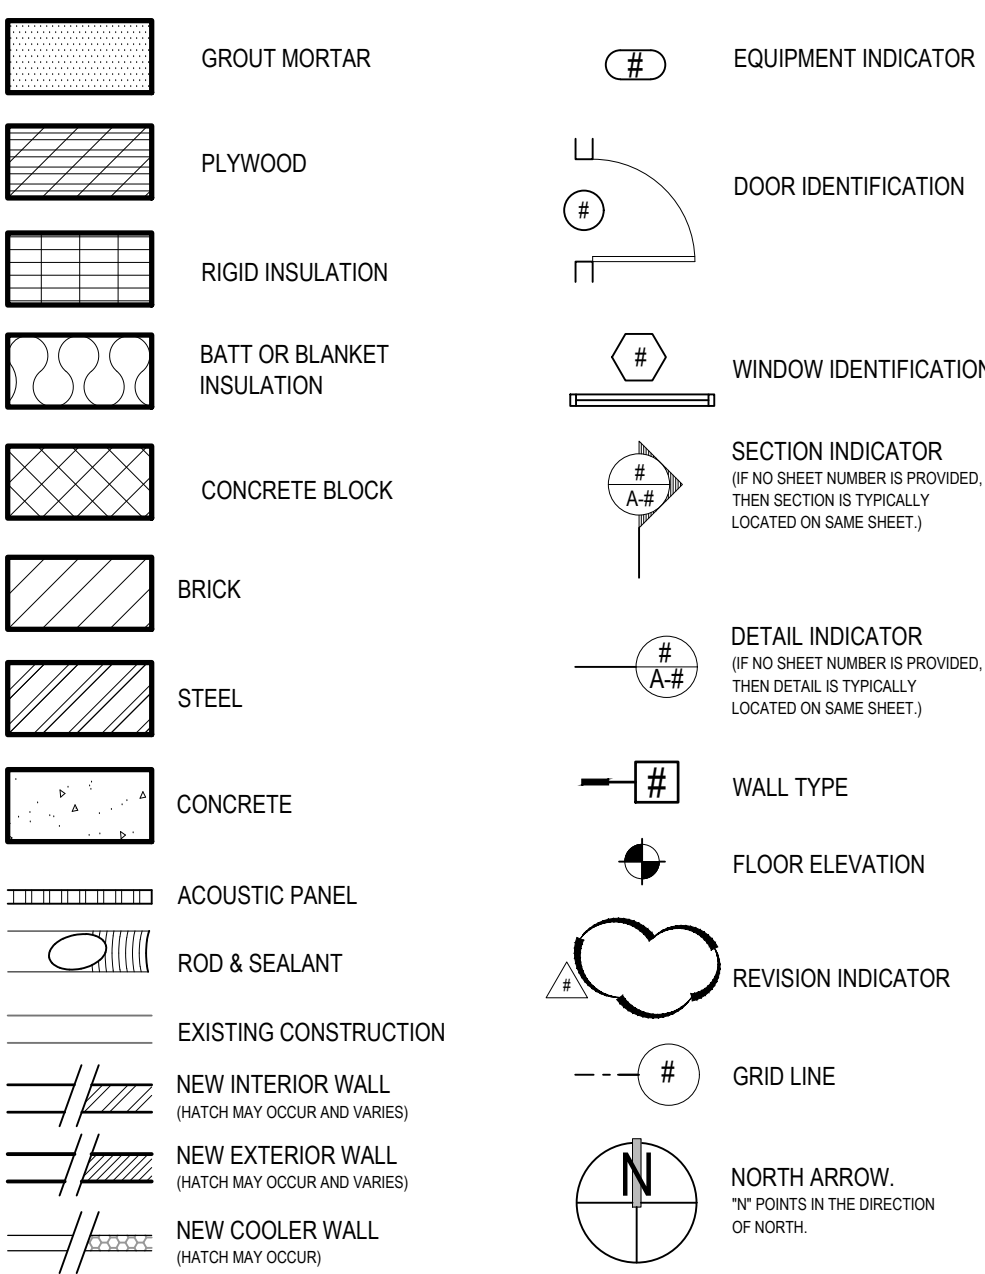 GROUT MORTAR
PLYWOOD
RIGID INSULATION
BATT OR BLANKET
INSULATION
CONCRETE BLOCK
BRICK
STEEL
CONCRETE
ACOUSTIC PANEL
ROD & SEALANT
EXISTING CONSTRUCTION
NEW INTERIOR WALL
(HATCH MAY OCCUR AND VARIES)
NEW EXTERIOR WALL
(HATCH MAY OCCUR AND VARIES)
NEW COOLER WALL
(HATCH MAY OCCUR)
#
EQUIPMENT INDICATOR
#
DOOR IDENTIFICATION
#
WINDOW IDENTIFICATION
#
A-#
SECTION INDICATOR
(IF NO SHEET NUMBER IS PROVIDED,
THEN SECTION IS TYPICALLY
LOCATED ON SAME SHEET.)
#
A-#
DETAIL INDICATOR
(IF NO SHEET NUMBER IS PROVIDED,
THEN DETAIL IS TYPICALLY
LOCATED ON SAME SHEET.)
#
WALL TYPE
FLOOR ELEVATION
#
REVISION INDICATOR
#
GRID LINE
N
NORTH ARROW.
"N" POINTS IN THE DIRECTION
OF NORTH.